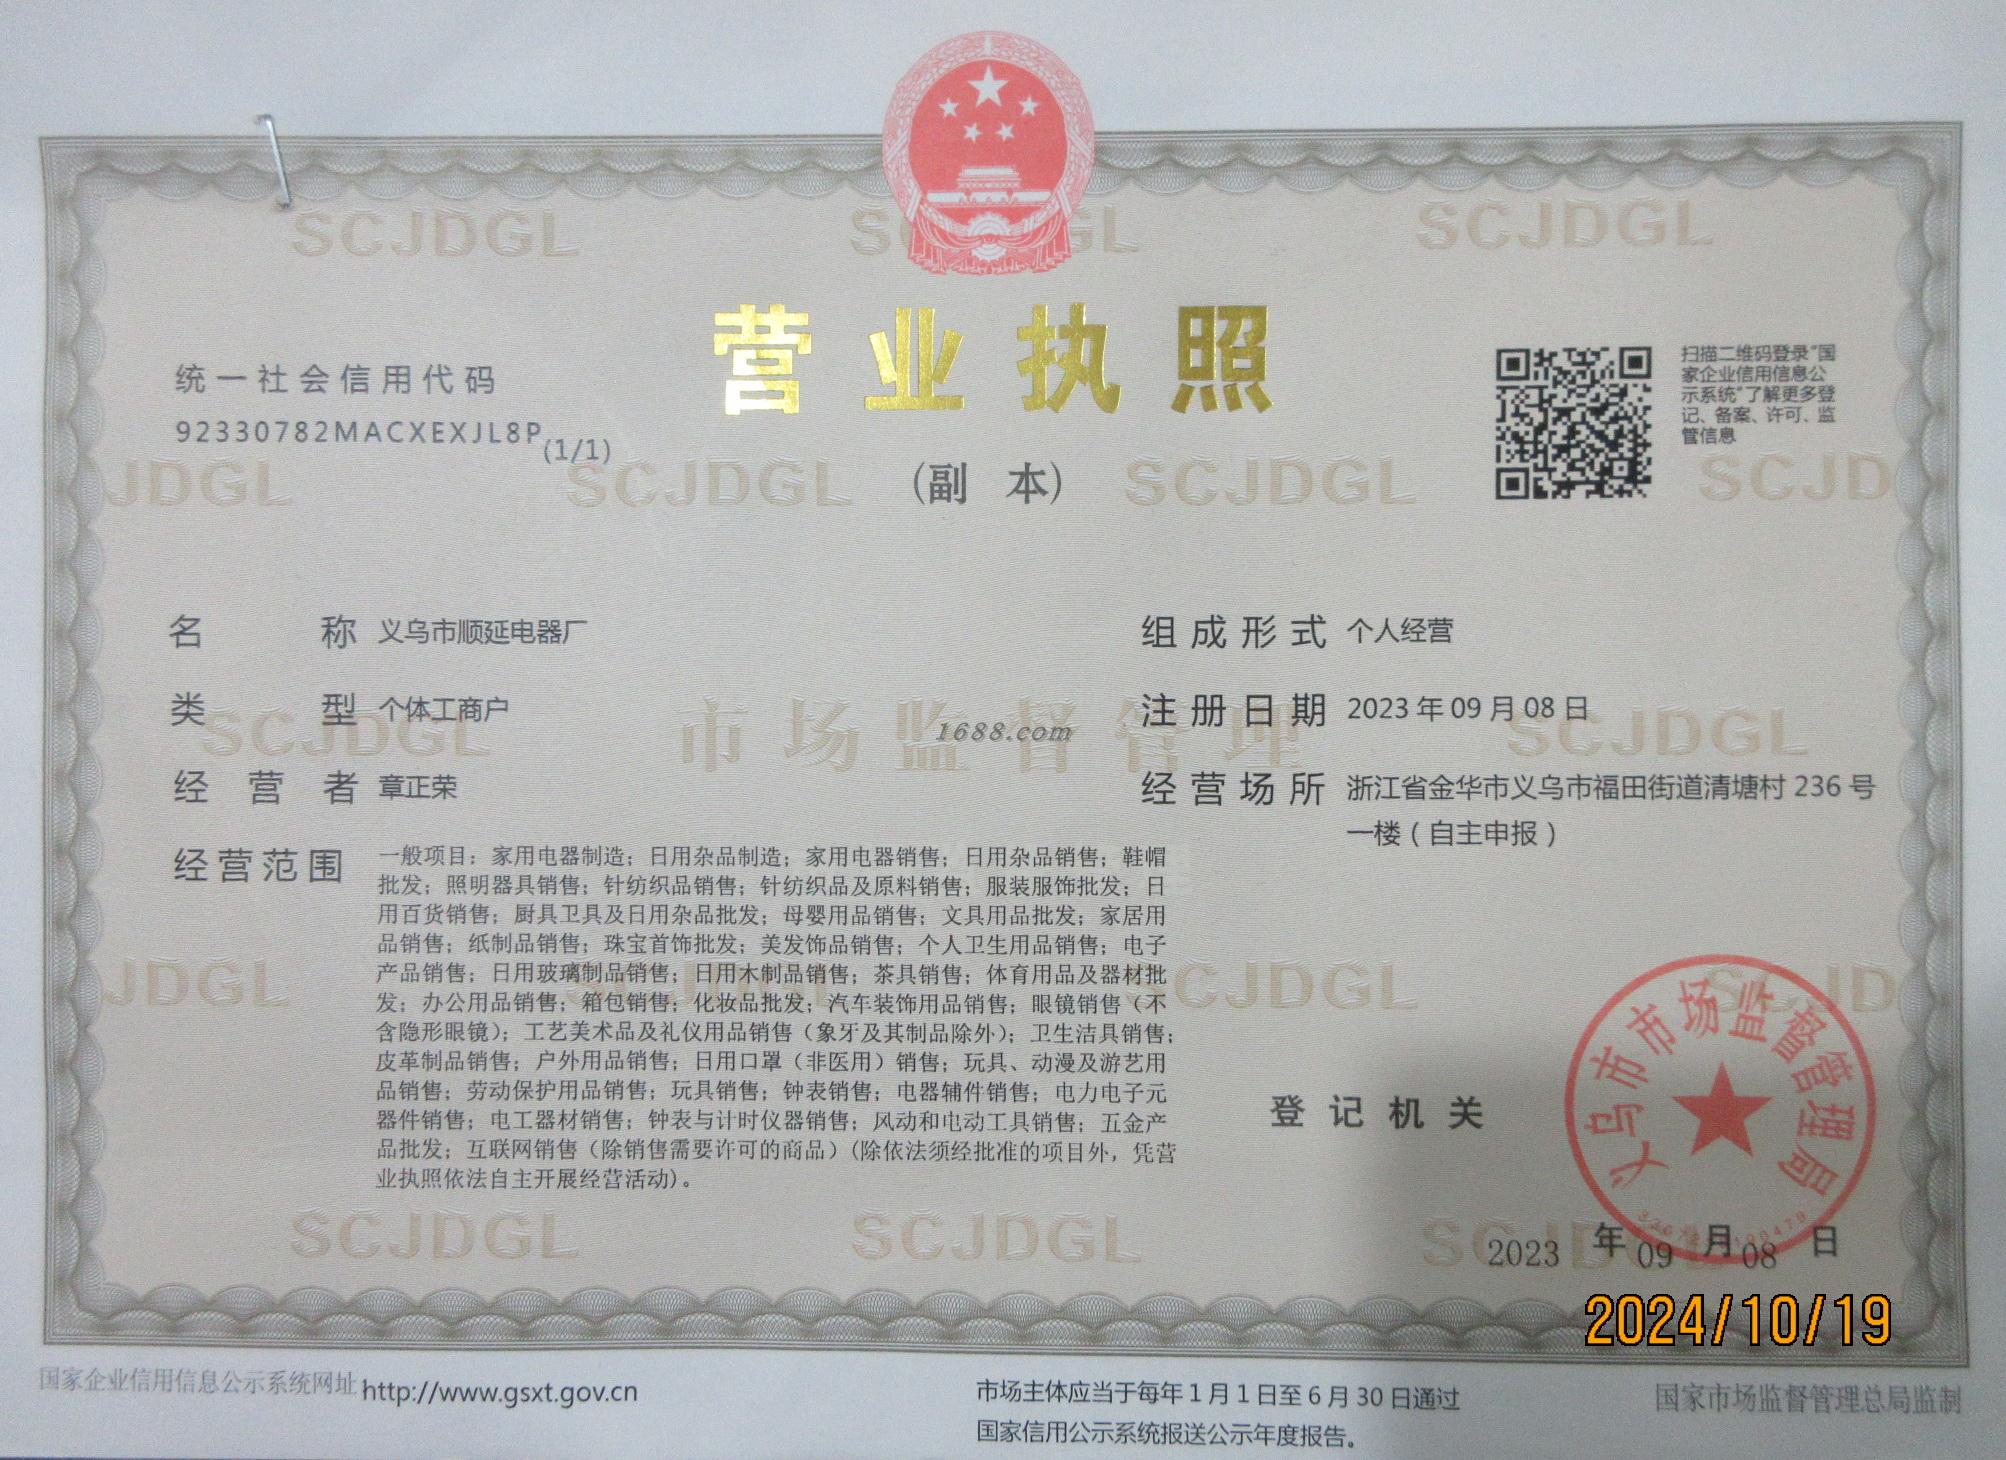 SCJDGL SCJDGL SCJDGL
营业执照
(副 本)
统一社会信用代码
92330782MACXEXJL8P(1/1)
扫描二维码登录“国
家企业信用信息公
示系统”了解更多登
记、备案、许可、监
管信息
JDGL SCJDGL SCJDGL SCJD
名 称 义乌市顺延电器厂
类 型 个体工商户
经营者 章正荣
经营范围 一般项目：家用电器制造；日用杂品制造；家用电器销售；日用杂品销售；鞋帽
批发；照明器具销售；针纺织品销售；针纺织品及原料销售；服装服饰批发；日
用百货销售；厨具卫具及日用杂品批发；母婴用品销售；文具用品批发；家居用
品销售；纸制品销售；珠宝首饰批发；美发饰品销售；个人卫生用品销售；电子
产品销售；日用玻璃制品销售；日用木制品销售；茶具销售；体育用品及器材批
发；办公用品销售；箱包销售；化妆品批发；汽车装饰用品销售；眼镜销售（不
含隐形眼镜）；工艺美术品及礼仪用品销售（象牙及其制品除外）；卫生洁具销售；
皮革制品销售；户外用品销售；日用口罩（非医用）销售；玩具、动漫及游艺用
品销售；劳动保护用品销售；玩具销售；钟表销售；电器辅件销售；电力电子元
器件销售；电工器材销售；钟表与计时仪器销售；风动和电动工具销售；五金产
品批发；互联网销售（除销售需要许可的商品）(除依法须经批准的项目外，凭营
业执照依法自主开展经营活动)。
组成形式 个人经营
注册日期 2023年09月08日
经营场所 浙江省金华市义乌市福田街道清塘村236号
一楼（自主申报）
SCJDGL 市场监督管理 SCJDGL
1688.com
JDGL SCJDGL SCJDGL SCJD
登记机关
义乌市市场监督管理局
2023年09月08日
SCJDGL SCJDGL
2024/10/19
国家企业信用信息公示系统网址：http://www.gsxt.gov.cn
市场主体应当于每年1月1日至6月30日通过
国家信用公示系统报送公示年度报告。
国家市场监督管理总局监制